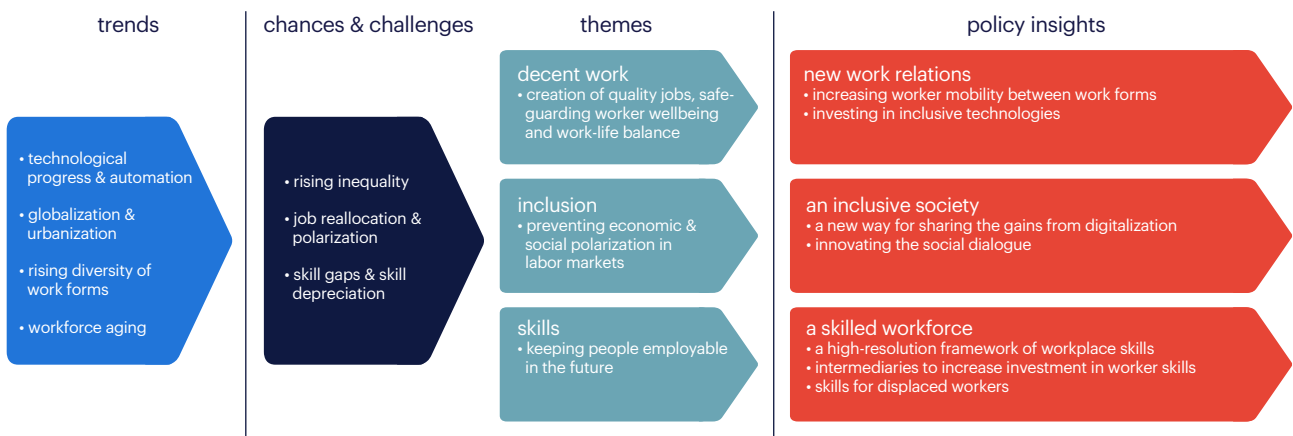 trends
• technological
progress & automation
• globalization &
urbanization
• rising diversity of
work forms
• workforce aging
chances & challenges
• rising inequality
• job reallocation &
polarization
• skill gaps & skill
depreciation
themes
decent work
• creation of quality jobs, safe-
guarding worker wellbeing
and work-life balance
inclusion
• preventing economic &
social polarization in
labor markets
skills
• keeping people employable
in the future
policy insights
new work relations
• increasing worker mobility between work forms
• investing in inclusive technologies
an inclusive society
• a new way for sharing the gains from digitalization
• innovating the social dialogue
a skilled workforce
• a high-resolution framework of workplace skills
• intermediaries to increase investment in worker skills
• skills for displaced workers